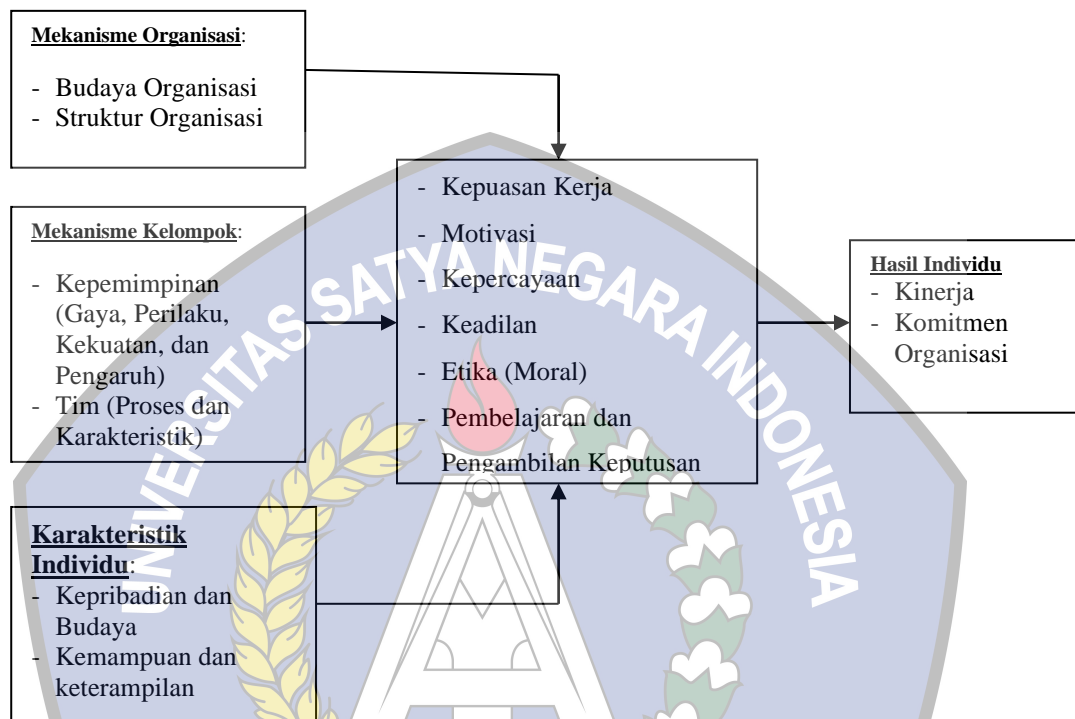 Mekanisme Organisasi:
- Budaya Organisasi
- Struktur Organisasi
Mekanisme Kelompok:
- Kepemimpinan
(Gaya, Perilaku,
Kekuatan, dan
Pengaruh)
- Tim (Proses dan
Karakteristik)
Karakteristik
Individu:
- Kepribadian dan
Budaya
- Kemampuan dan
keterampilan
- Kepuasan Kerja
- Motivasi
- Kepercayaan
- Keadilan
- Etika (Moral)
- Pembelajaran dan
Pengambilan Keputusan
Hasil Individu
- Kinerja
- Komitmen
Organisasi
UNIVERSITAS SATYA NEGARA INDONESIA